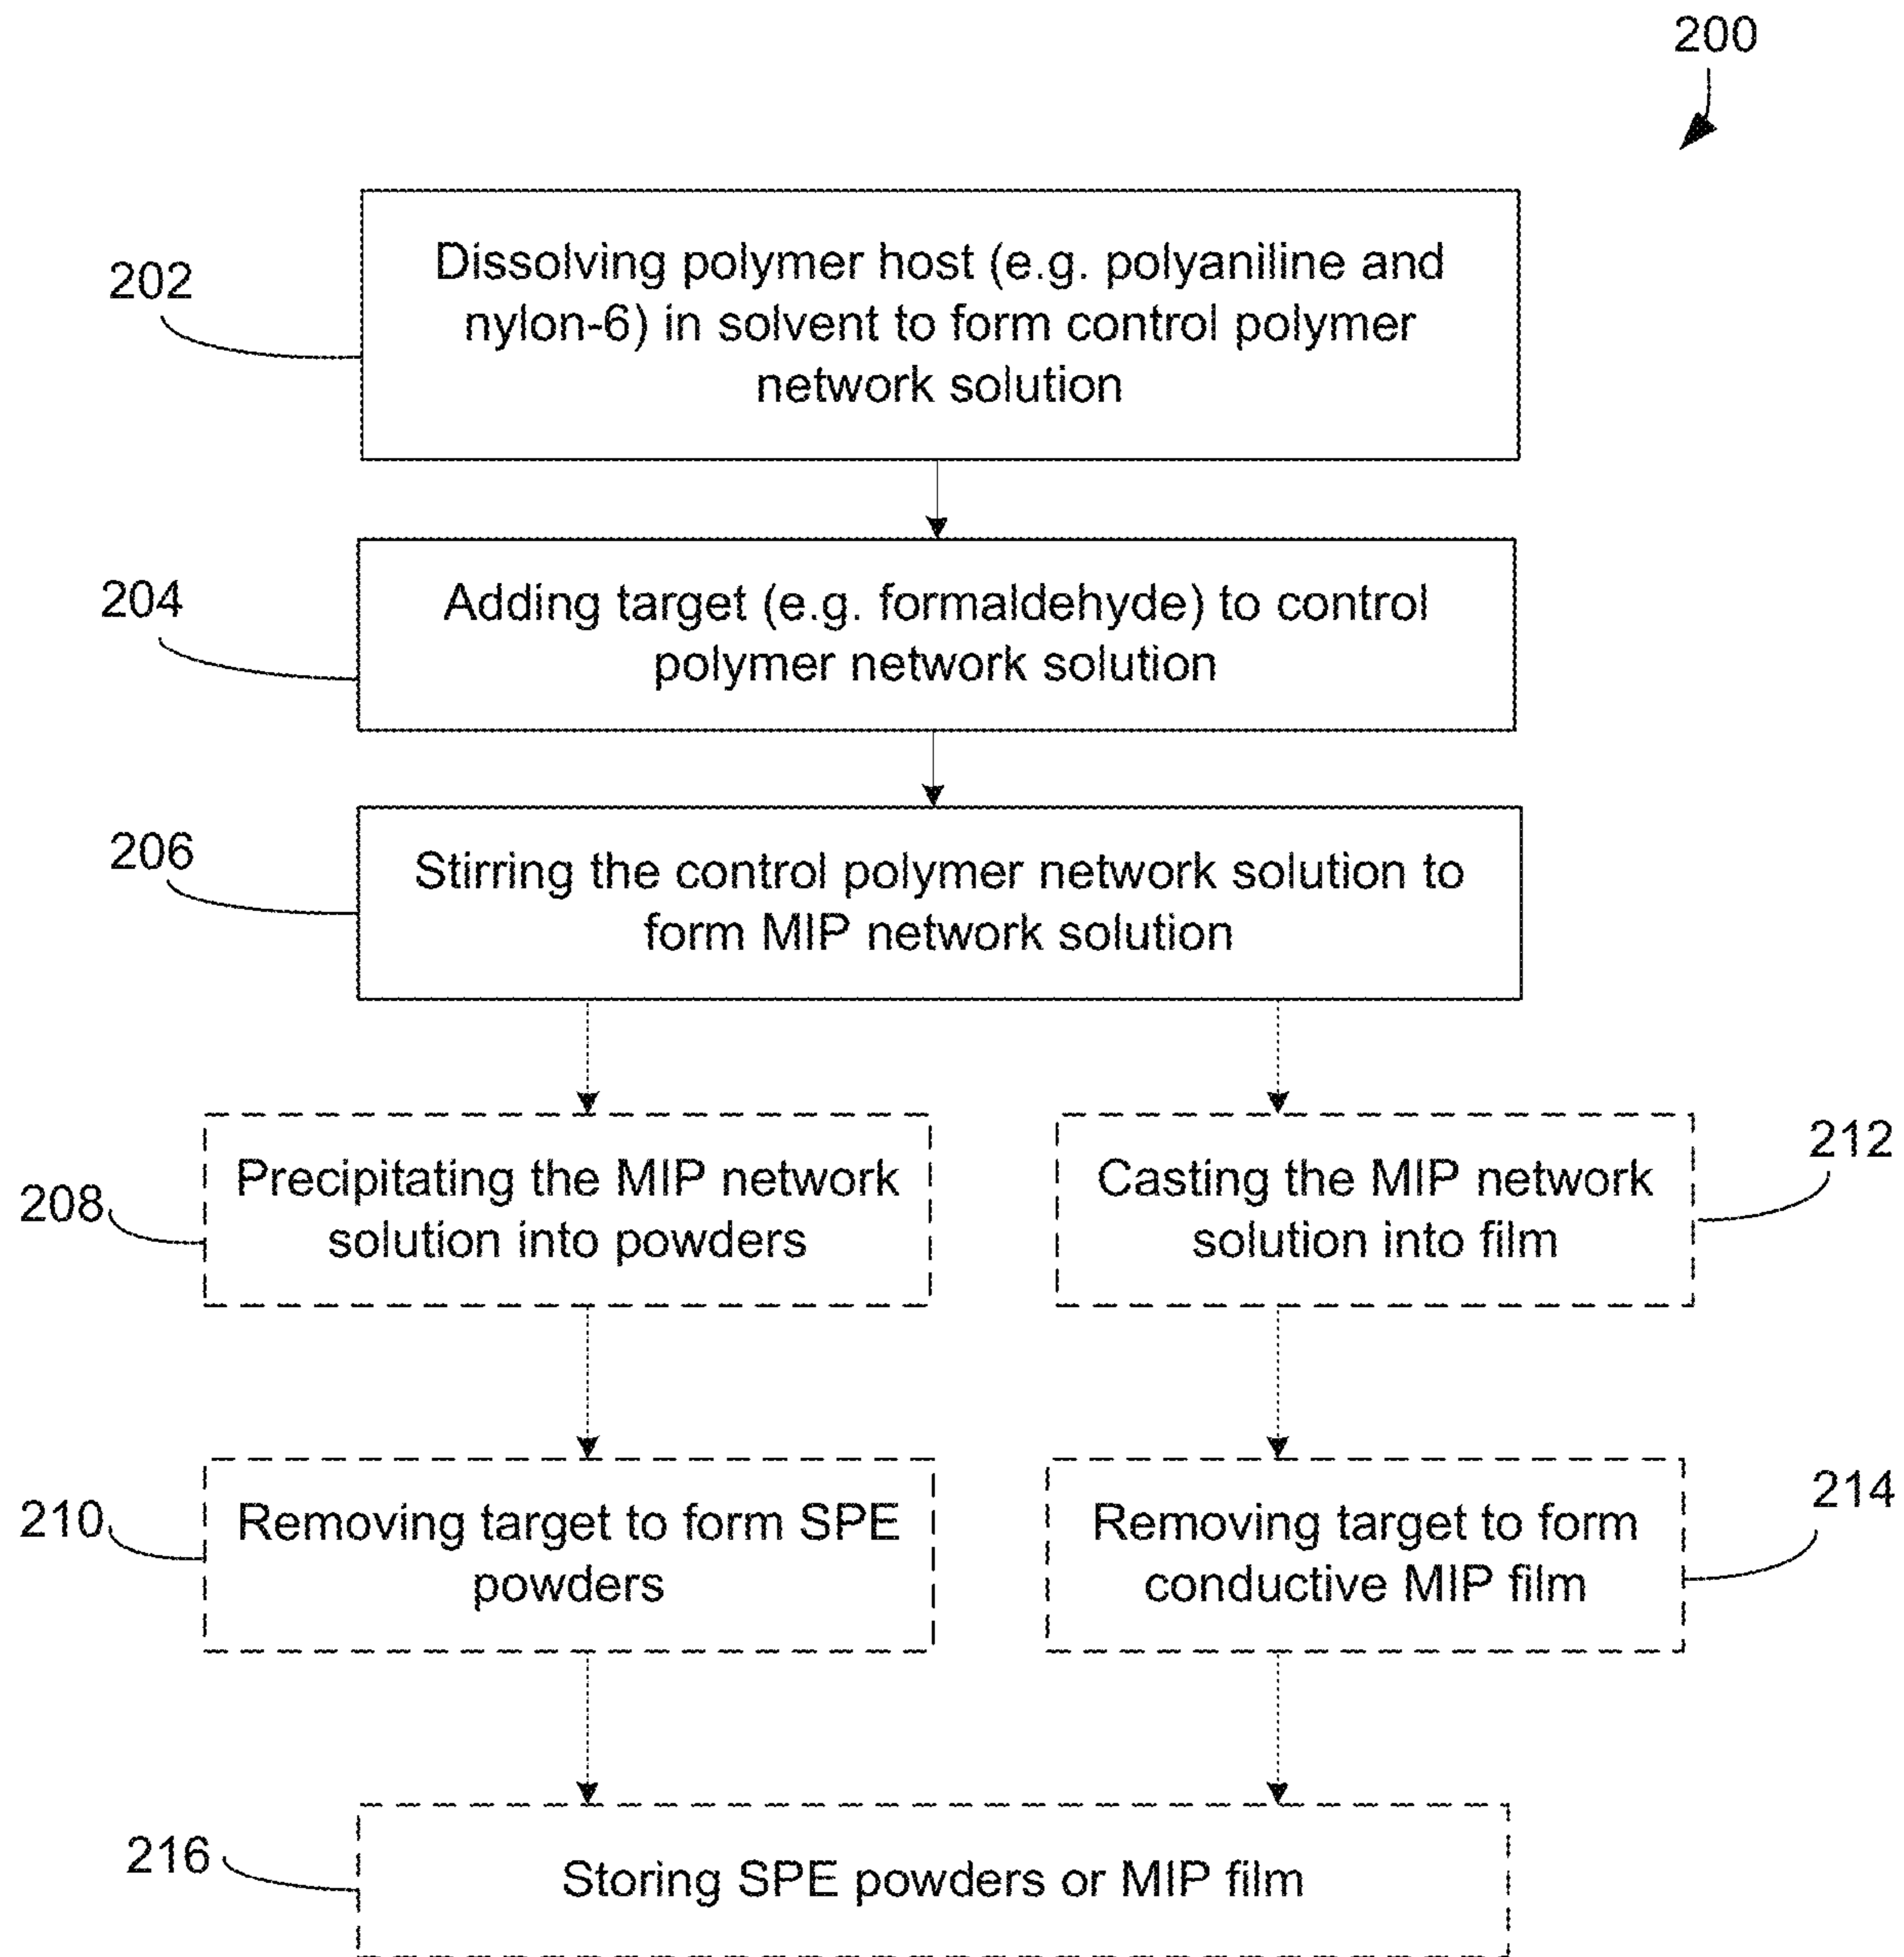 200
202
Dissolving polymer host (e.g. polyaniline and
nylon-6) in solvent to form control polymer
network solution
204
Adding target (e.g. formaldehyde) to control
polymer network solution
206
Stirring the control polymer network solution to
form MIP network solution
208
Precipitating the MIP network
solution into powders
212
Casting the MIP network
solution into film
210
Removing target to form SPE
powders
214
Removing target to form
conductive MIP film
216
Storing SPE powders or MIP film